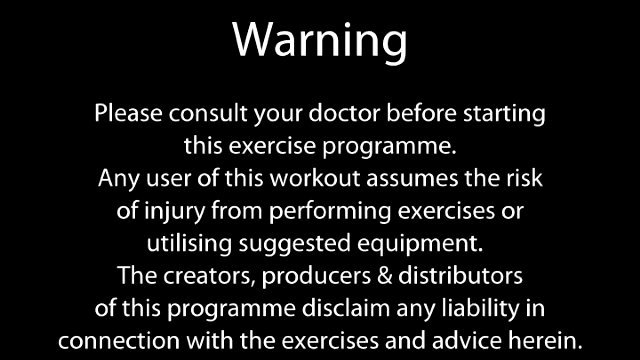 Warning
Please consult your doctor before starting
this exercise programme.
Any user of this workout assumes the risk
of injury from performing exercises or
utilising suggested equipment.
The creators, producers & distributors
of this programme disclaim any liability in
connection with the exercises and advice herein.